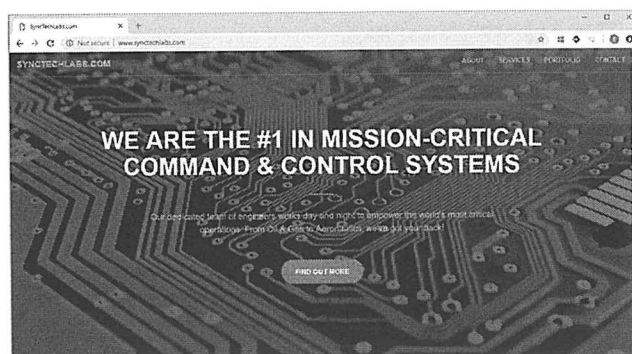 SyncTechLabs.com
Not secure | www.synctechlabs.com
SYNCTECHLABS.COM
ABOUT SERVICES PORTFOLIO CONTACT
WE ARE THE #1 IN MISSION-CRITICAL
COMMAND & CONTROL SYSTEMS
Our dedicated team of engineers works day and night to empower the world's most critical
operations. From Oil & Gas to Aeronautics, we've got your back!
FIND OUT MORE